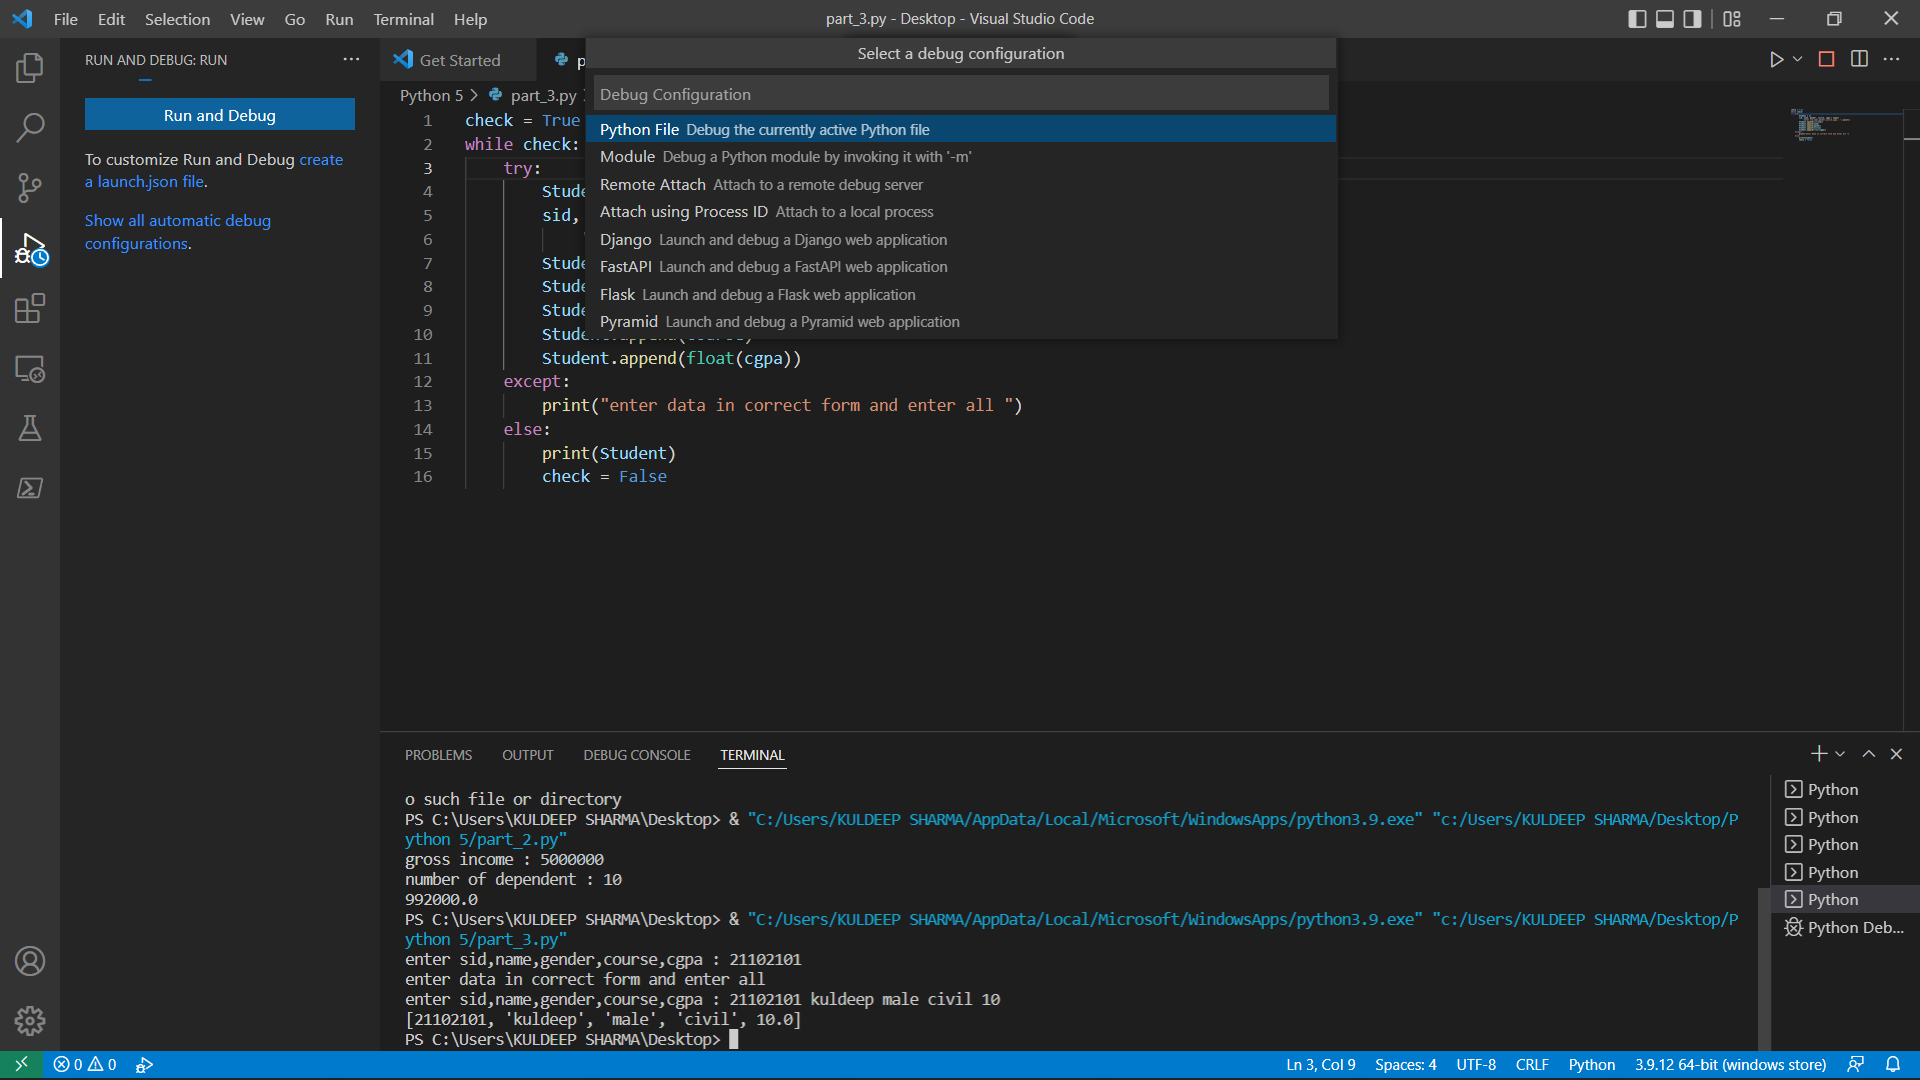 File Edit Selection View Go Run Terminal Help
part_3.py - Desktop - Visual Studio Code
RUN AND DEBUG: RUN
Run and Debug
To customize Run and Debug create
a launch.json file.
Show all automatic debug
configurations.
Get Started
Select a debug configuration
Debug Configuration
Python File Debug the currently active Python file
Module Debug a Python module by invoking it with '-m'
Remote Attach Attach to a remote debug server
Attach using Process ID Attach to a local process
Django Launch and debug a Django web application
FastAPI Launch and debug a FastAPI web application
Flask Launch and debug a Flask web application
Pyramid Launch and debug a Pyramid web application
Python 5 > part_3.py
1 check = True
2 while check:
3 try:
4 Stude
5 sid,
6
7 Stude
8 Stude
9 Stude
10 Stude
11 Student.append(float(cgpa))
12 except:
13 print("enter data in correct form and enter all ")
14 else:
15 print(Student)
16 check = False
PROBLEMS OUTPUT DEBUG CONSOLE TERMINAL
o such file or directory
PS C:\Users\KULDEEP SHARMA\Desktop> & "C:/Users/KULDEEP SHARMA/AppData/Local/Microsoft/WindowsApps/python3.9.exe" "c:/Users/KULDEEP SHARMA/Desktop/P
ython 5/part_2.py"
gross income : 5000000
number of dependent : 10
992000.0
PS C:\Users\KULDEEP SHARMA\Desktop> & "C:/Users/KULDEEP SHARMA/AppData/Local/Microsoft/WindowsApps/python3.9.exe" "c:/Users/KULDEEP SHARMA/Desktop/P
ython 5/part_3.py"
enter sid,name,gender,course,cgpa : 21102101
enter data in correct form and enter all
enter sid,name,gender,course,cgpa : 21102101 kuldeep male civil 10
[21102101, 'kuldeep', 'male', 'civil', 10.0]
PS C:\Users\KULDEEP SHARMA\Desktop>
Python
Python
Python
Python
Python
Python Deb...
0 0
Ln 3, Col 9 Spaces: 4 UTF-8 CRLF Python 3.9.12 64-bit (windows store)